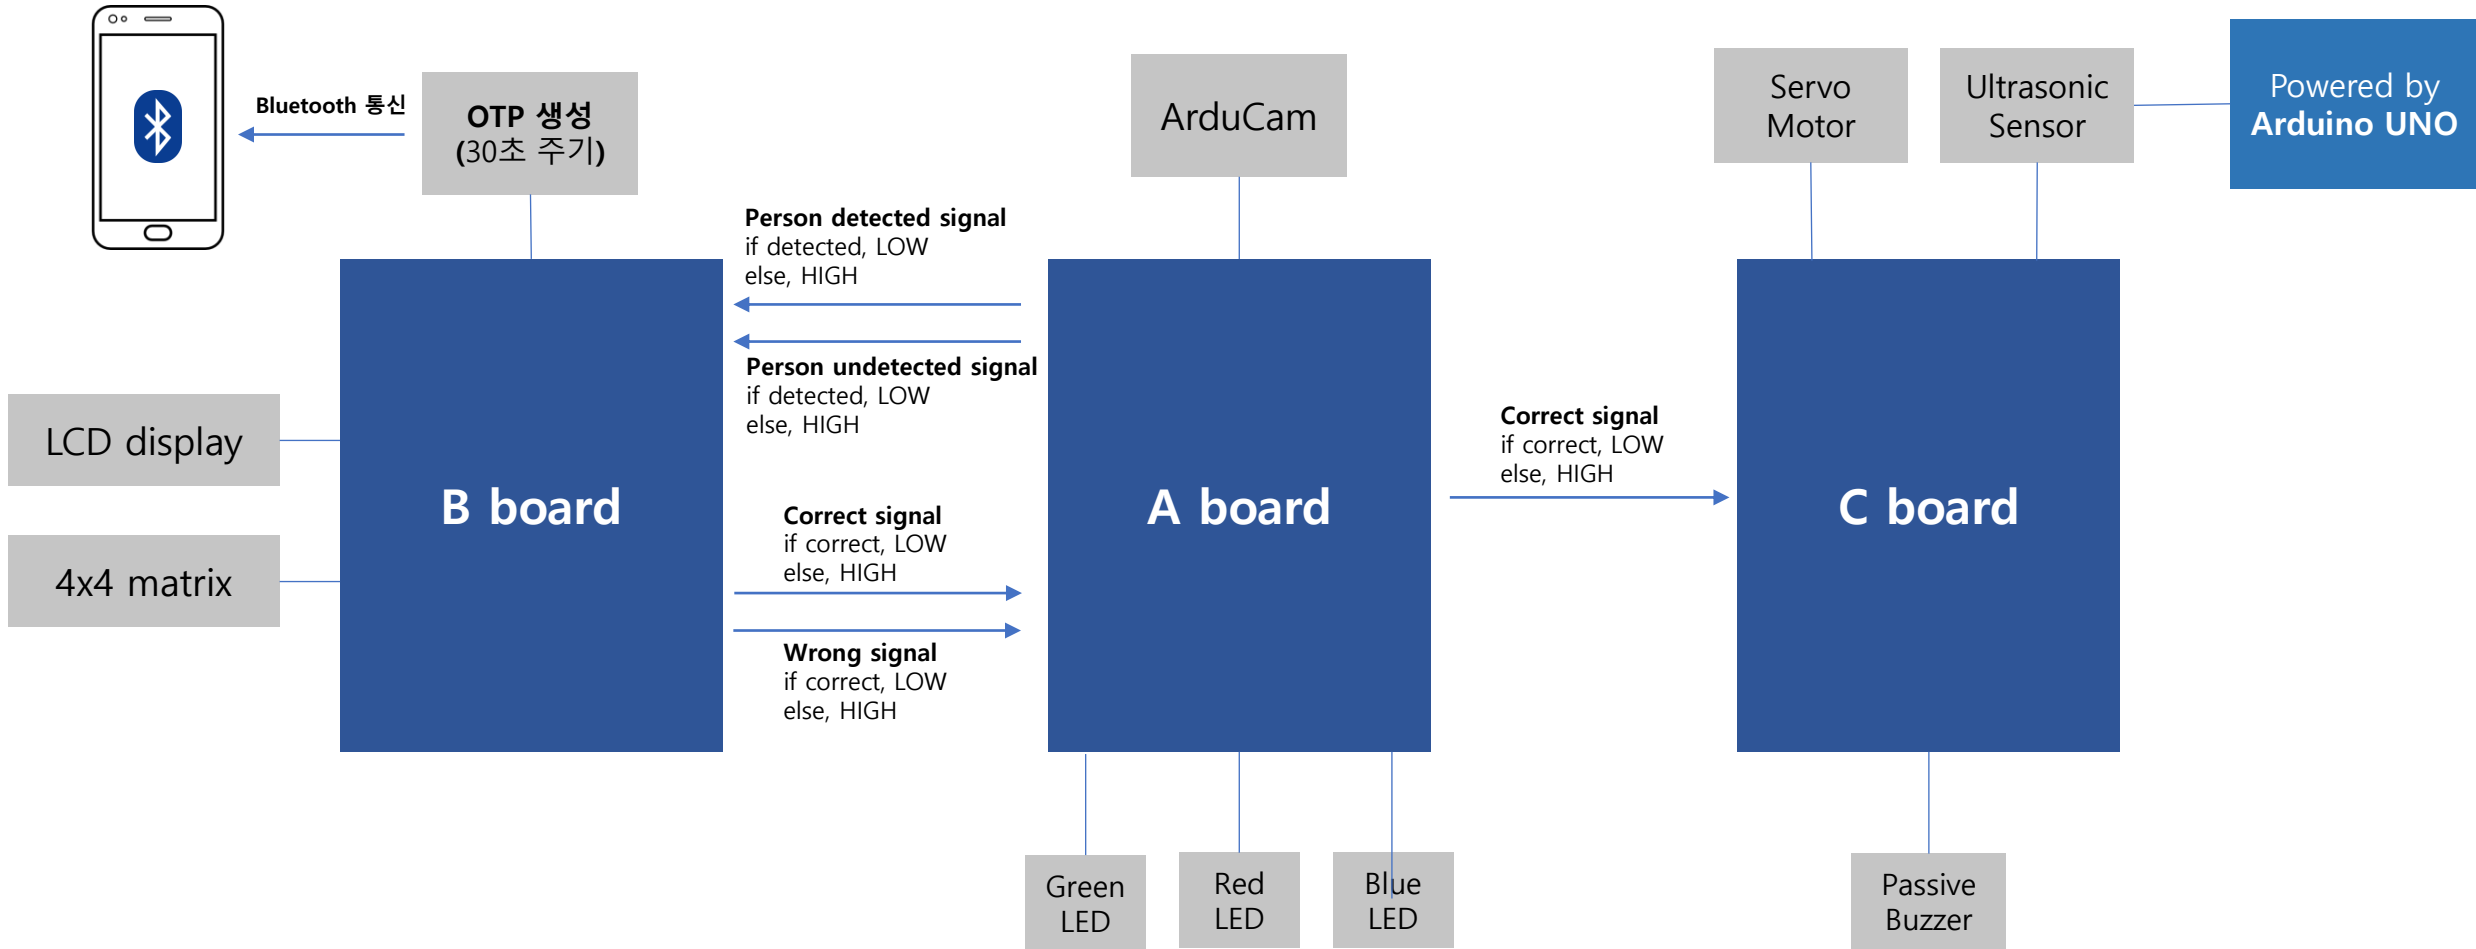 Bluetooth 통신
OTP 생성
(30초 주기)
ArduCam
Servo
Motor
Ultrasonic
Sensor
Powered by
Arduino UNO
Person detected signal
if detected, LOW
else, HIGH
Person undetected signal
if detected, LOW
else, HIGH
LCD display
4x4 matrix
B board
Correct signal
if correct, LOW
else, HIGH
Wrong signal
if correct, LOW
else, HIGH
A board
Correct signal
if correct, LOW
else, HIGH
C board
Green
LED
Red
LED
Blue
LED
Passive
Buzzer